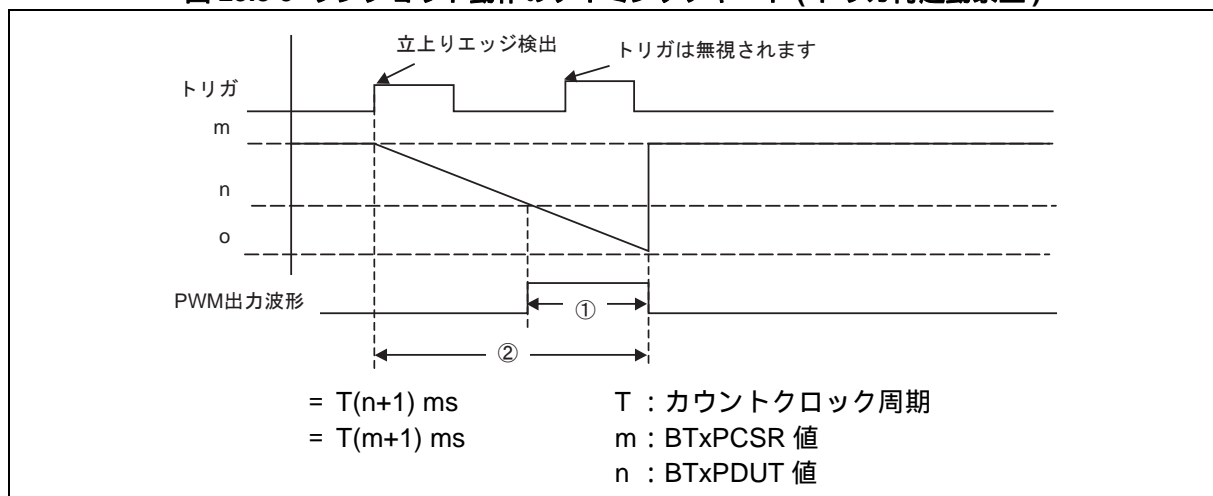 立上りエッジ検出
トリガは無視されます
トリガ
m
n
o
PWM出力波形
①
②
= T(n+1) ms
T ：カウントクロック周期
= T(m+1) ms
m：BTxPCSR 値
n ：BTxPDUT 値